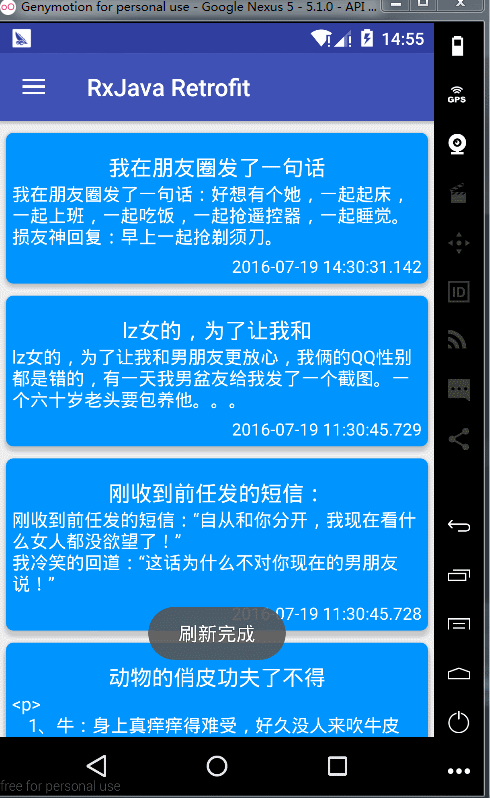 Genymotion for personal use - Google Nexus 5 - 5.1.0 - API ...
14:55
GPS
RxJava Retrofit
我在朋友圈发了一句话
我在朋友圈发了一句话：好想有个她，一起起床，
一起上班，一起吃饭，一起抢遥控器，一起睡觉。
损友神回复：早上一起抢剃须刀。
2016-07-19 14:30:31.142
lz女的，为了让我和
lz女的，为了让我和男朋友更放心，我俩的QQ性别
都是错的，有一天我男盆友给我发了一个截图。一
个六十岁老头要包养他。。。
2016-07-19 11:30:45.729
ID
刚收到前任发的短信：
刚收到前任发的短信：“自从和你分开，我现在看什
么女人都没欲望了！”
我冷笑的回道：“这话为什么不对你现在的男朋友
说！”
2016-07-19 11:30:45.728
刷新完成
动物的俏皮功夫了不得
<p>
1、牛：身上真痒痒得难受，好久没人来吹牛皮
free for personal use